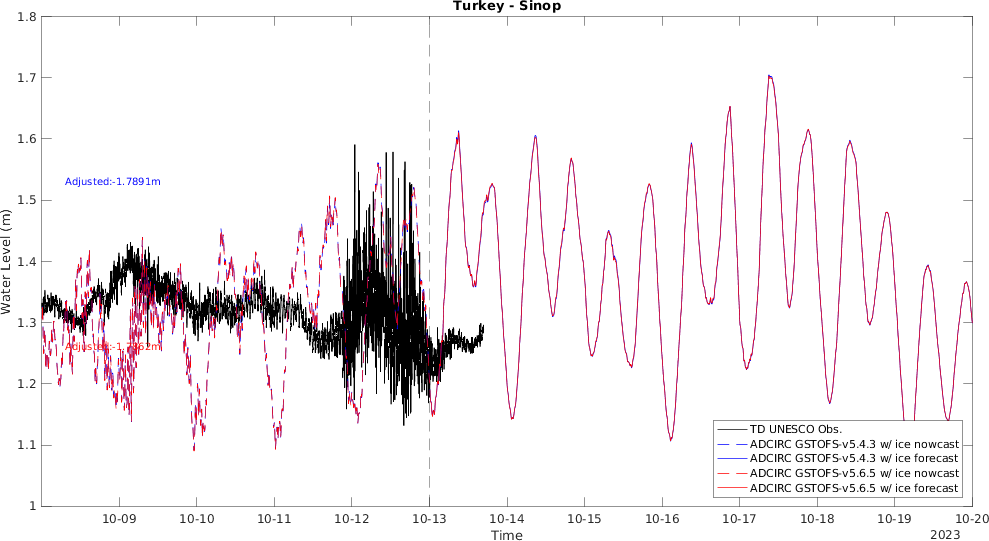 Turkey - Sinop
1.8
1.7
1.6
1.5
1.4
1.3
1.2
1.1
1
Water Level (m)
Adjusted:-1.7891m
TD UNESCO Obs.
ADCIRC GSTOFS-v5.4.3 w/ ice nowcast
ADCIRC GSTOFS-v5.4.3 w/ ice forecast
ADCIRC GSTOFS-v5.6.5 w/ ice nowcast
ADCIRC GSTOFS-v5.6.5 w/ ice forecast
10-09 10-10 10-11 10-12 10-13 10-14 10-15 10-16 10-17 10-18 10-19 10-20
Time
2023